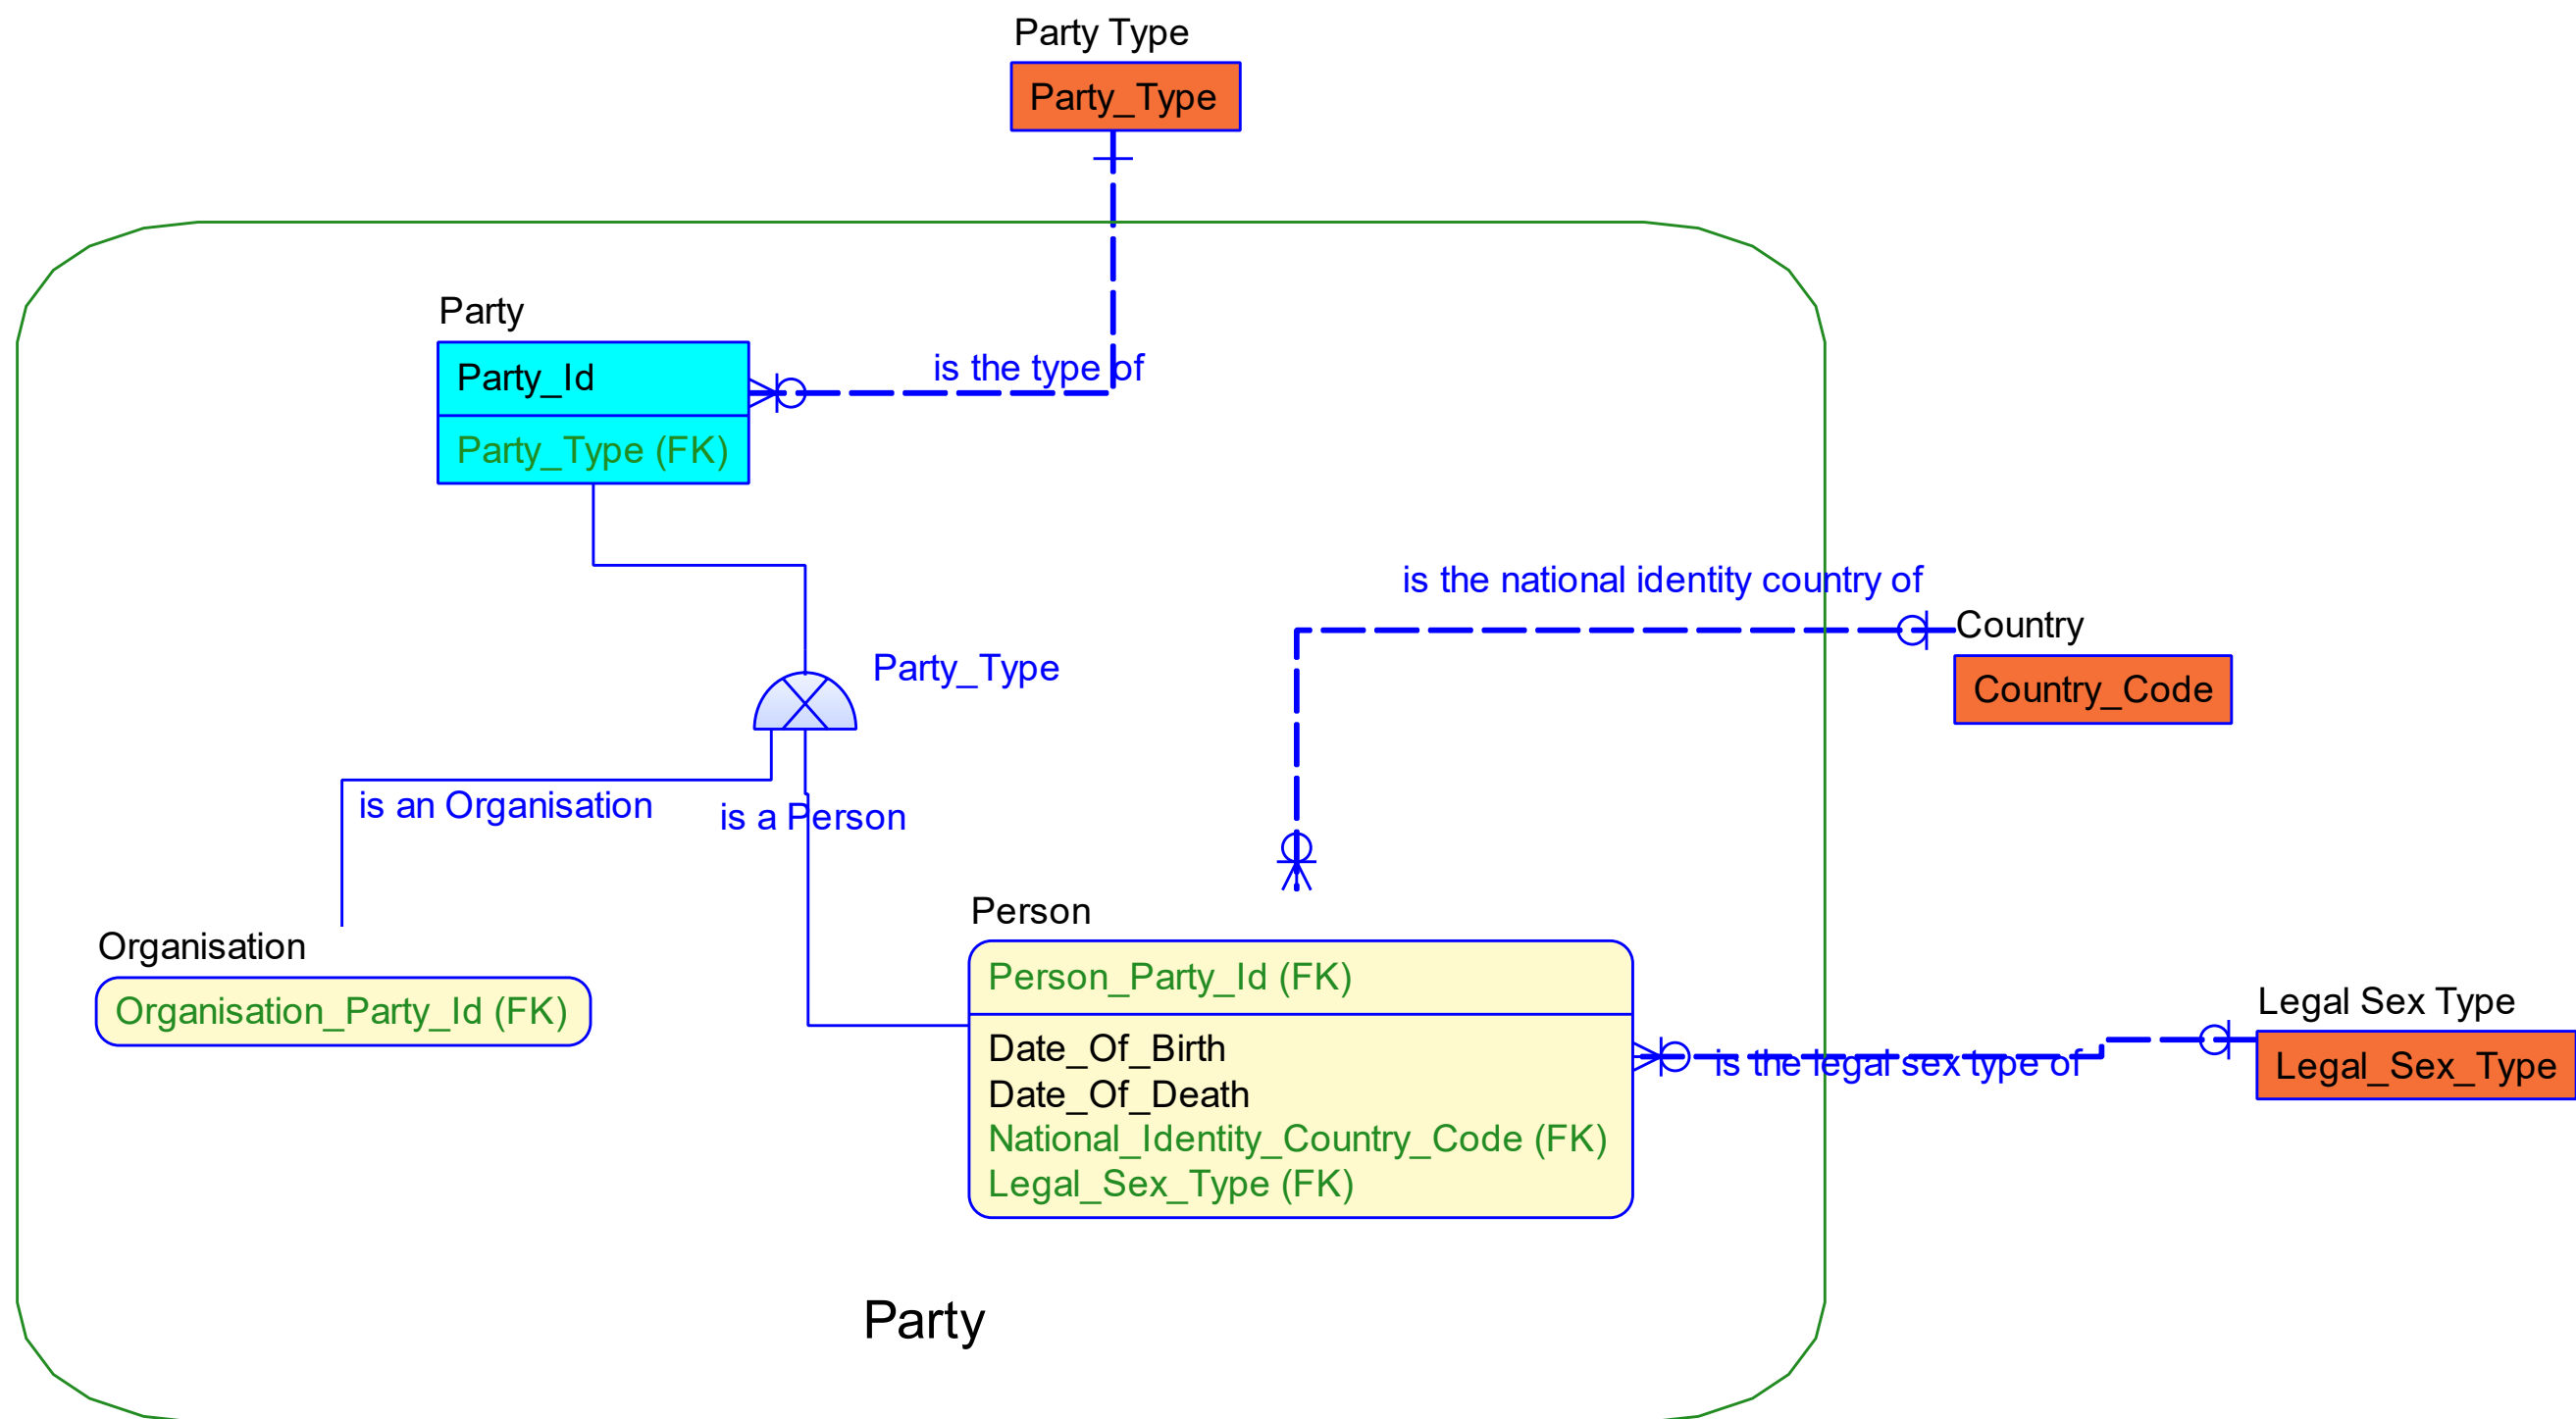 Party Type
Party_Type
Party
Party_Id
is the type of
Party_Type (FK)
is the national identity country of
Country
Country_Code
Party_Type
is an Organisation
is a Person
Organisation
Organisation_Party_Id (FK)
Person
Person_Party_Id (FK)
Date_Of_Birth
Date_Of_Death
National_Identity_Country_Code (FK)
Legal_Sex_Type (FK)
is the legal sex type of
Legal Sex Type
Legal_Sex_Type
Party